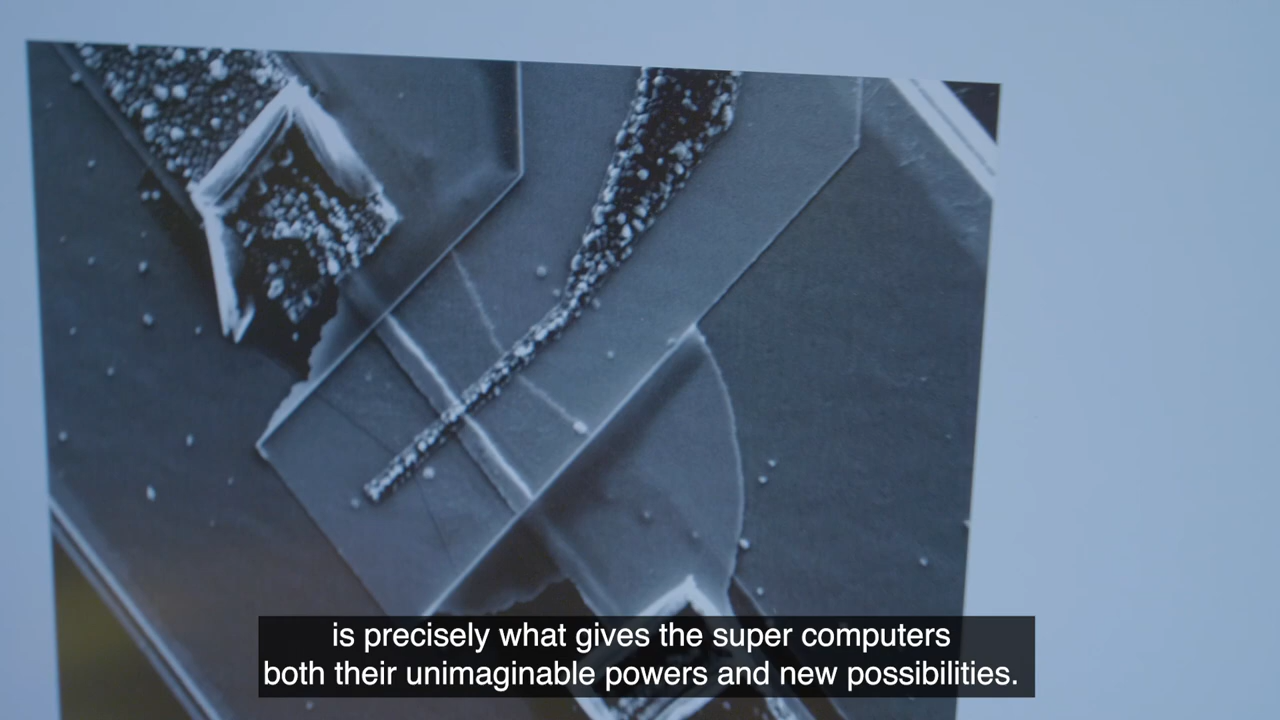 is precisely what gives the super computers
both their unimaginable powers and new possibilities.